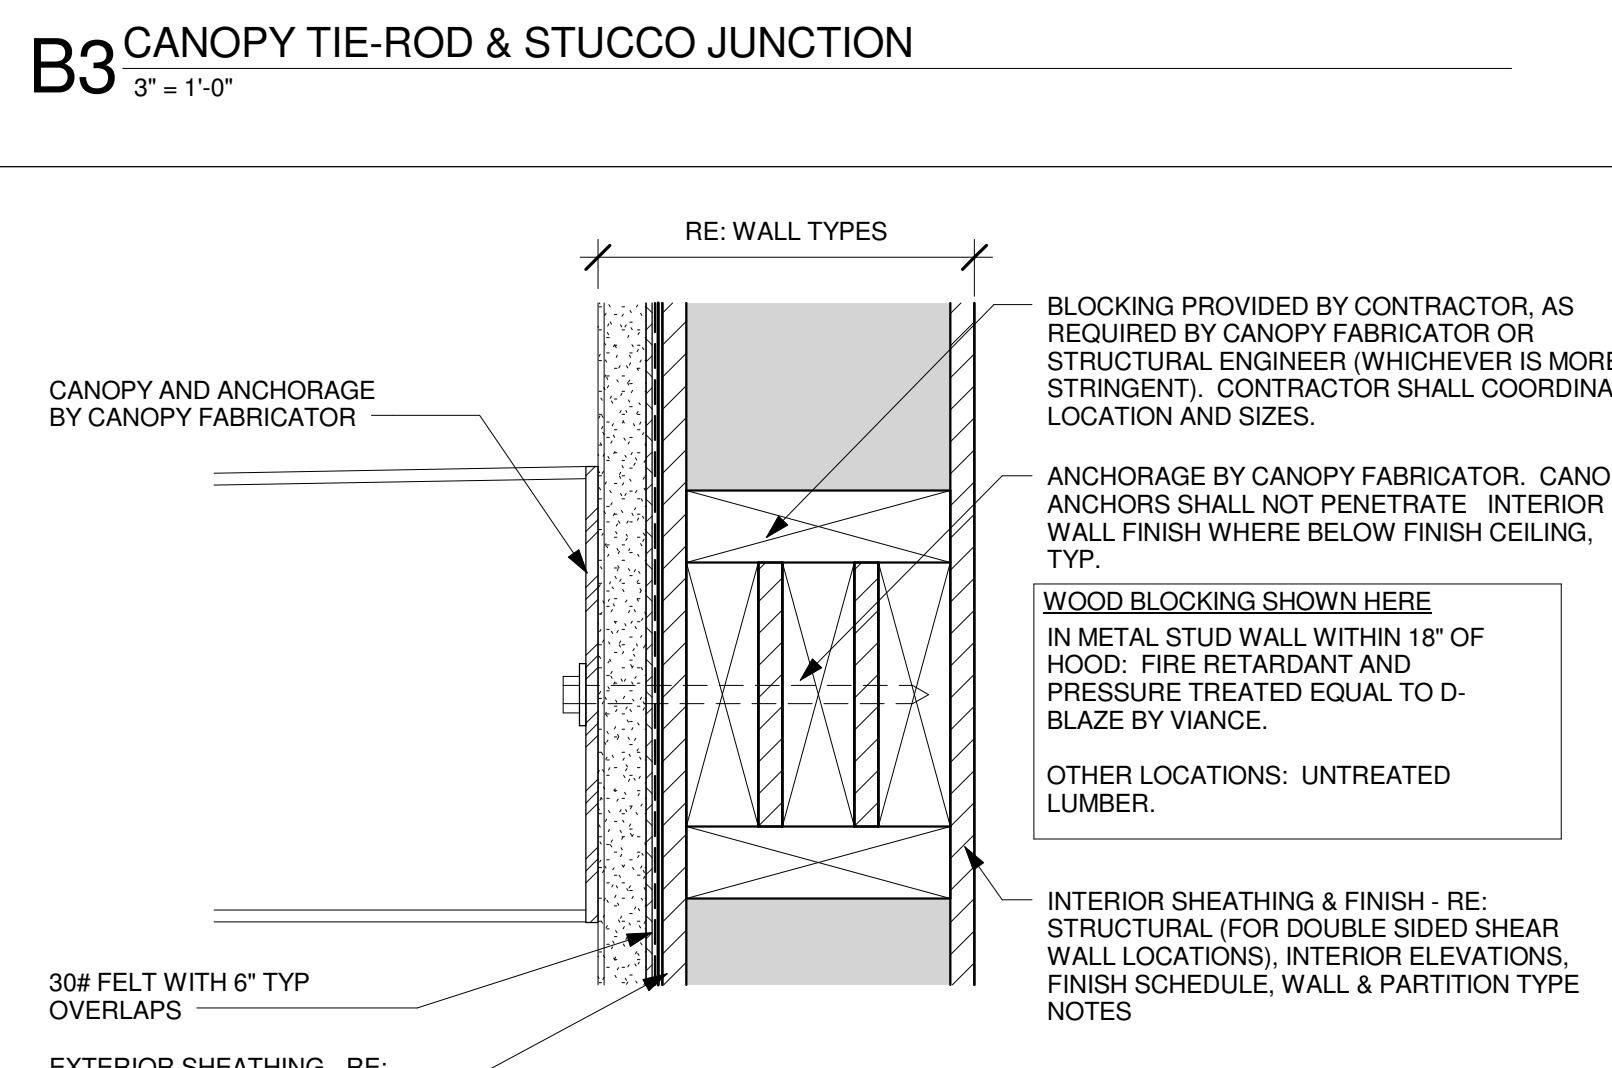 B3 CANOPY TIE-ROD & STUCCO JUNCTION
3" = 1'-0"
RE: WALL TYPES
CANOPY AND ANCHORAGE
BY CANOPY FABRICATOR
30# FELT WITH 6" TYP
OVERLAPS
EXTERIOR SHEATHING - RE:
BLOCKING PROVIDED BY CONTRACTOR, AS
REQUIRED BY CANOPY FABRICATOR OR
STRUCTURAL ENGINEER (WHICHEVER IS MORE
STRINGENT). CONTRACTOR SHALL
LOCATION AND SIZES.
ANCHORAGE BY CANOPY FABRICATOR.
ANCHORS SHALL NOT PENETRATE INTERIOR
WALL FINISH WHERE BELOW FINISH CEILING,
TYP.
WOOD BLOCKING SHOWN HERE
IN METAL STUD WALL WITHIN 18" OF
HOOD: FIRE RETARDANT AND
PRESSURE TREATED EQUAL TO D-
BLAZE BY VIANCE.
OTHER LOCATIONS: UNTREATED
LUMBER.
INTERIOR SHEATHING & FINISH - RE:
STRUCTURAL (FOR DOUBLE SIDED SHEAR
WALL LOCATIONS), INTERIOR ELEVATIONS,
FINISH SCHEDULE, WALL & PARTITION TYPE
NOTES